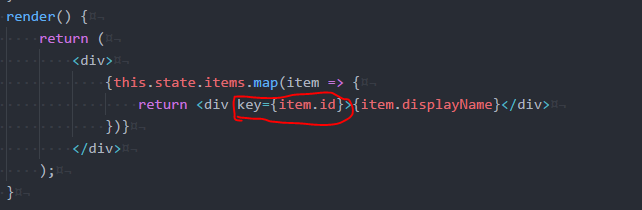 render() {
return (
<div>
{this.state.items.map(item => {
return <div key={item.id}>{item.displayName}</div>
})}
</div>
);
}